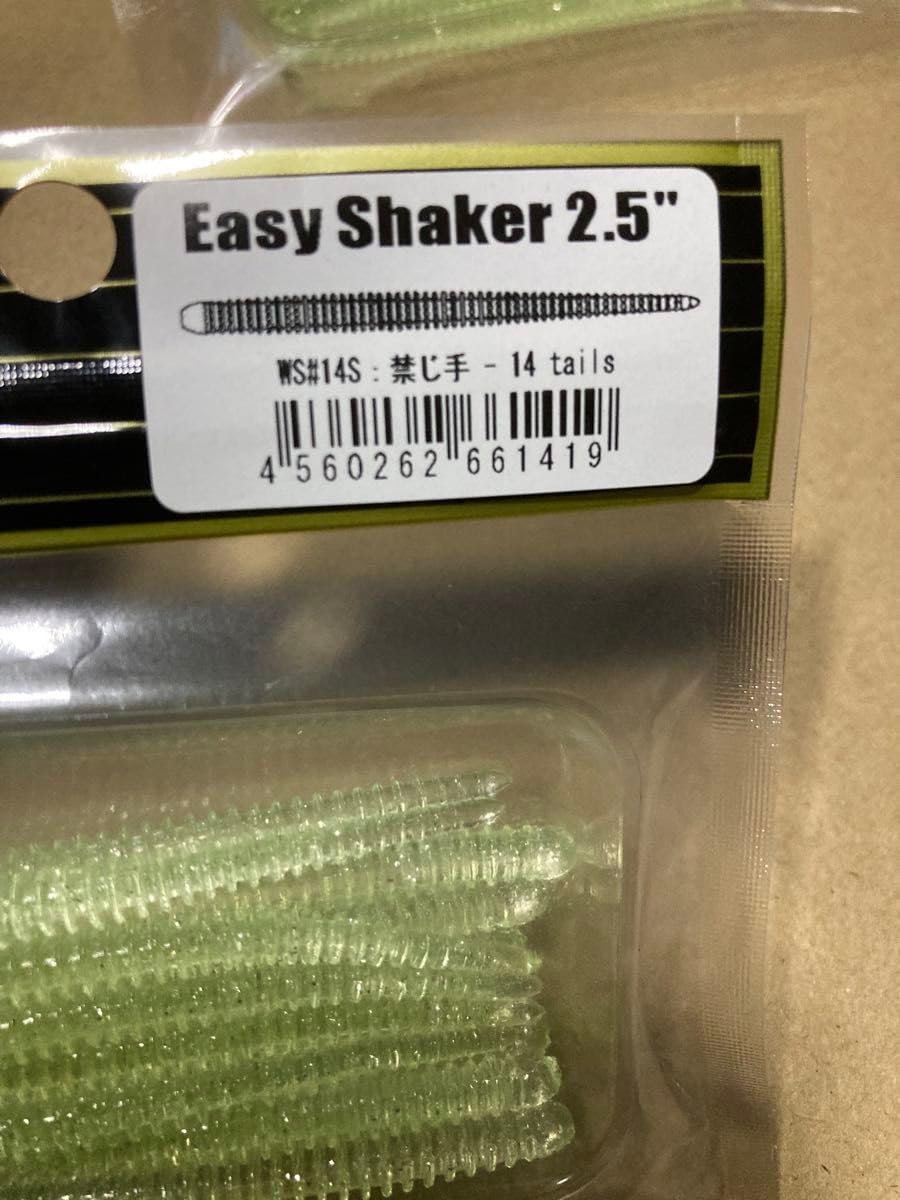 Easy Shaker 2.5"
WS#14S : 禁じ手 - 14 tails
4 560262 661419